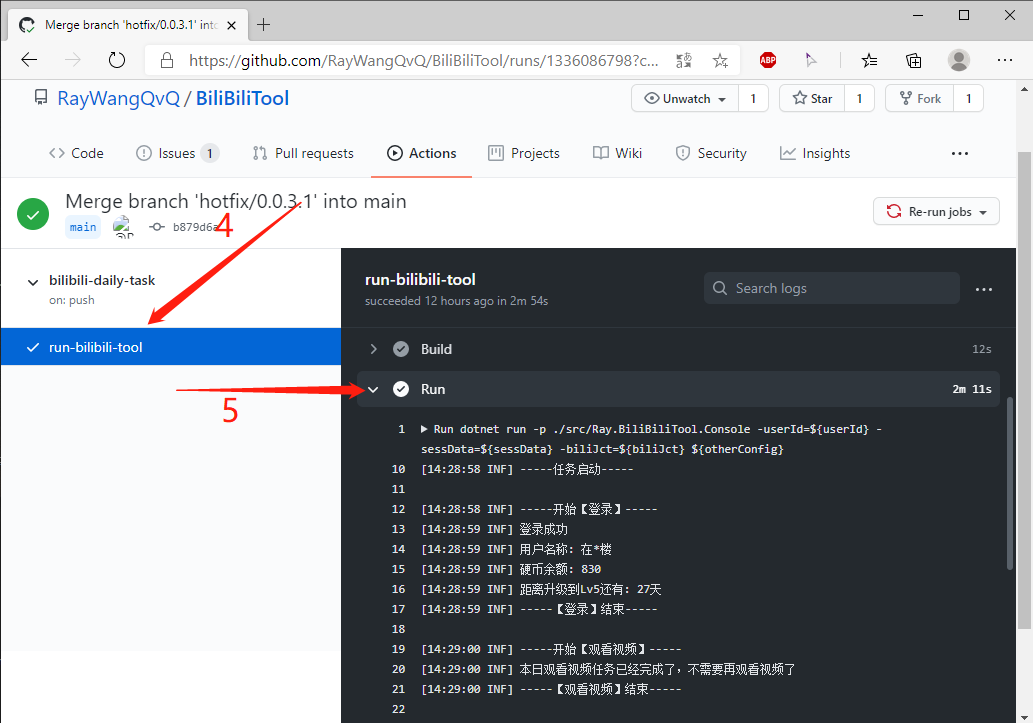 Merge branch 'hotfix/0.0.3.1' into
https://github.com/RayWangQvQ/BiliBiliTool/runs/1336086798?c...
ABP
RayWangQvQ / BiliBiliTool
Unwatch 1 Star 1 Fork 1
Code Issues 1 Pull requests Actions Projects Wiki Security Insights
Merge branch 'hotfix/0.0.3.1' into main
main b879d6a
4
Re-run jobs
bilibili-daily-task
on: push
run-bilibili-tool
5
run-bilibili-tool
succeeded 12 hours ago in 2m 54s
Search logs
Build 12s
Run 2m 11s
1 Run dotnet run -p ./src/Ray.BiliBiliTool.Console -userId=${userId} -
sessData=${sessData} -biliJct=${biliJct} ${otherConfig}
10 [14:28:58 INF] -----任务启动-----
11
12 [14:28:58 INF] -----开始【登录】-----
13 [14:28:59 INF] 登录成功
14 [14:28:59 INF] 用户名称: 在*楼
15 [14:28:59 INF] 硬币余额: 830
16 [14:28:59 INF] 距离升级到Lv5还有: 27天
17 [14:28:59 INF] -----【登录】结束-----
18
19 [14:29:00 INF] -----开始【观看视频】-----
20 [14:29:00 INF] 本日观看视频任务已经完成了，不需要再观看视频了
21 [14:29:00 INF] -----【观看视频】结束-----
22